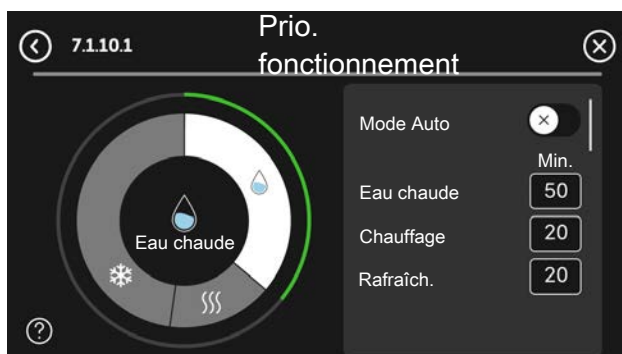 7.1.10.1
Prio.
fonctionnement
Eau chaude
Mode Auto
Min.
Eau chaude 50
Chauffage 20
Rafraîch. 20
?